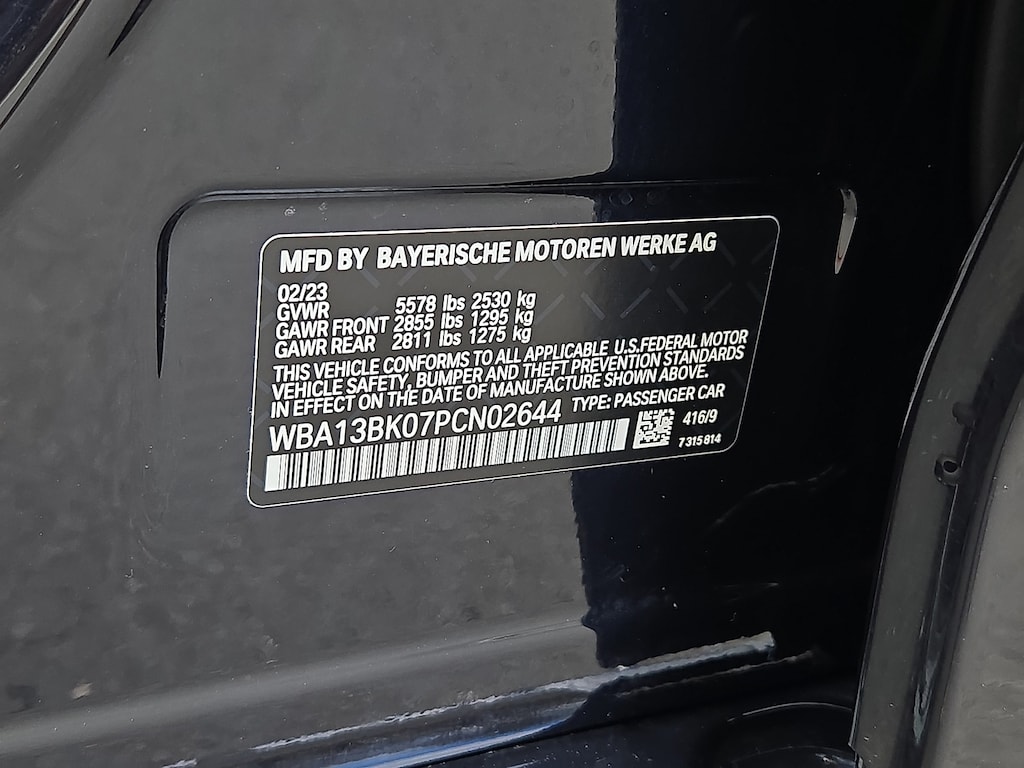 MFD BY BAYERISCHE MOTOREN WERKE AG
02/23
GVWR 5578 lbs 2530 kg
GAWR FRONT 2855 lbs 1295 kg
GAWR REAR 2811 lbs 1275 kg
THIS VEHICLE CONFORMS TO ALL APPLICABLE U.S.FEDERAL MOTOR
VEHICLE SAFETY, BUMPER AND THEFT PREVENTION STANDARDS
IN EFFECT ON THE DATE OF MANUFACTURE SHOWN ABOVE.
WBA13BK07PCN02644 TYPE: PASSENGER CAR
416/9
7 315 814